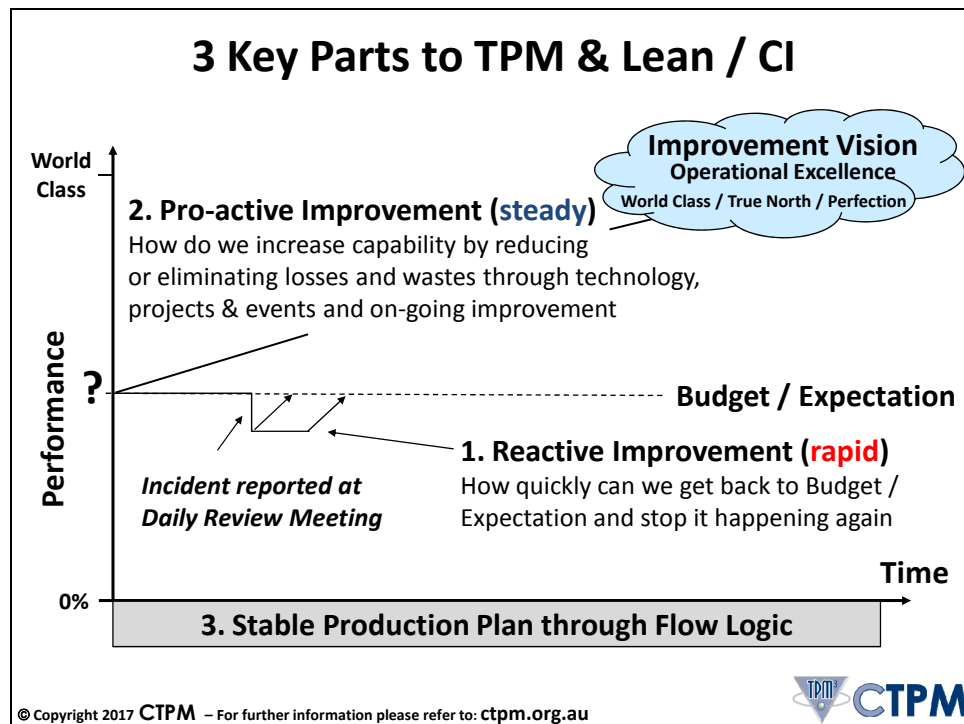 3 Key Parts to TPM & Lean / CI
World
Class
Improvement Vision
Operational Excellence
World Class / True North / Perfection
2. Pro-active Improvement (steady)
How do we increase capability by reducing
or eliminating losses and wastes through technology,
projects & events and on-going improvement
Performance
?
Budget / Expectation
1. Reactive Improvement (rapid)
How quickly can we get back to Budget /
Expectation and stop it happening again
Incident reported at
Daily Review Meeting
Time
0%
3. Stable Production Plan through Flow Logic
© Copyright 2017 CTPM – For further information please refer to: ctpm.org.au
TPM³ CTPM